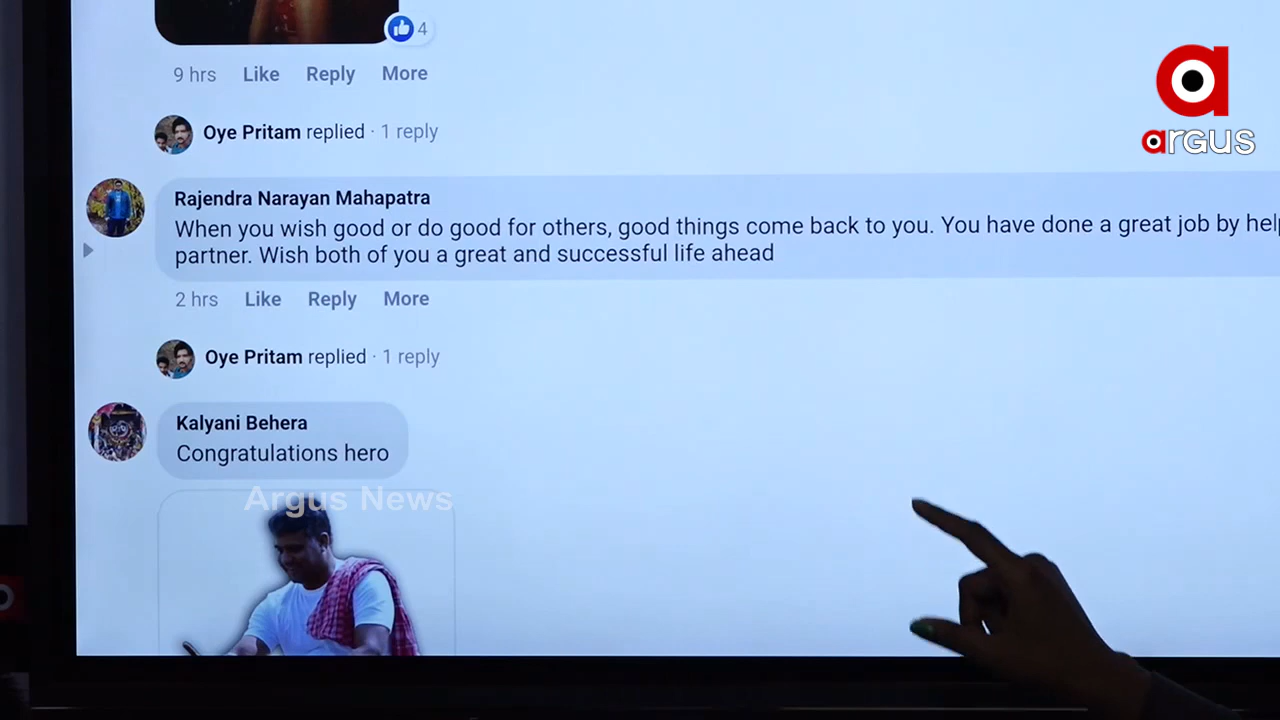 4
9 hrs Like Reply More
Oye Pritam replied · 1 reply
Rajendra Narayan Mahapatra
When you wish good or do good for others, good things come back to you. You have done a great job by
partner. Wish both of you a great and successful life ahead
2 hrs Like Reply More
Oye Pritam replied · 1 reply
Kalyani Behera
Congratulations hero
Argus News
argus